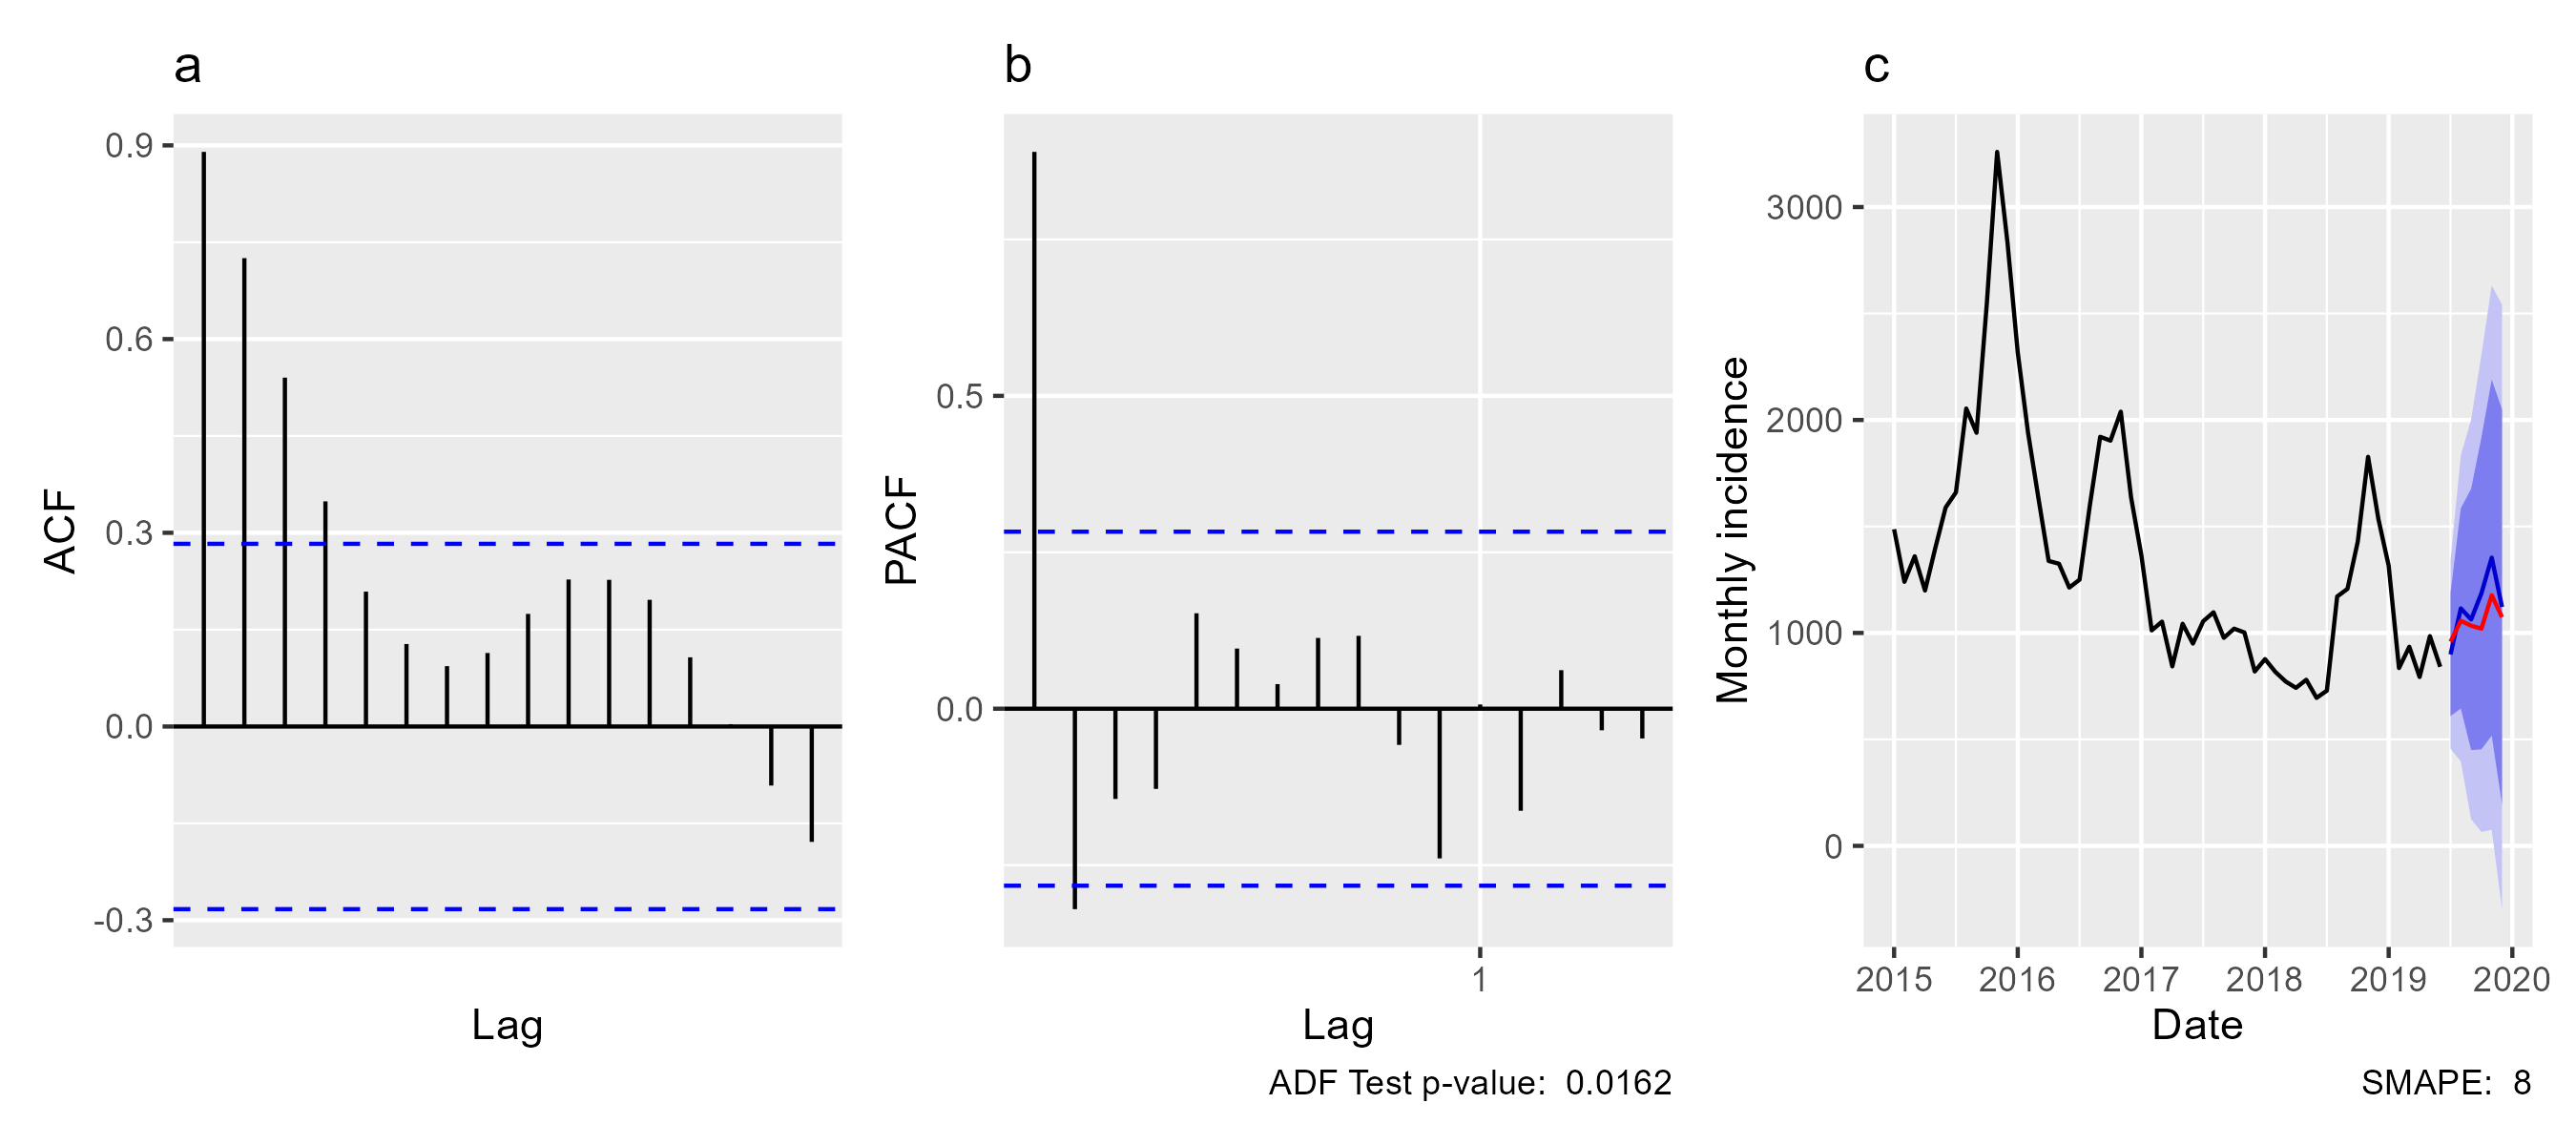 a
0.9
0.6
0.3
0.0
-0.3
ACF
Lag
b
0.5
0.0
PACF
1
Lag
ADF Test p-value: 0.0162
c
3000
2000
1000
0
Monthly incidence
2015 2016 2017 2018 2019 2020
Date
SMAPE: 8